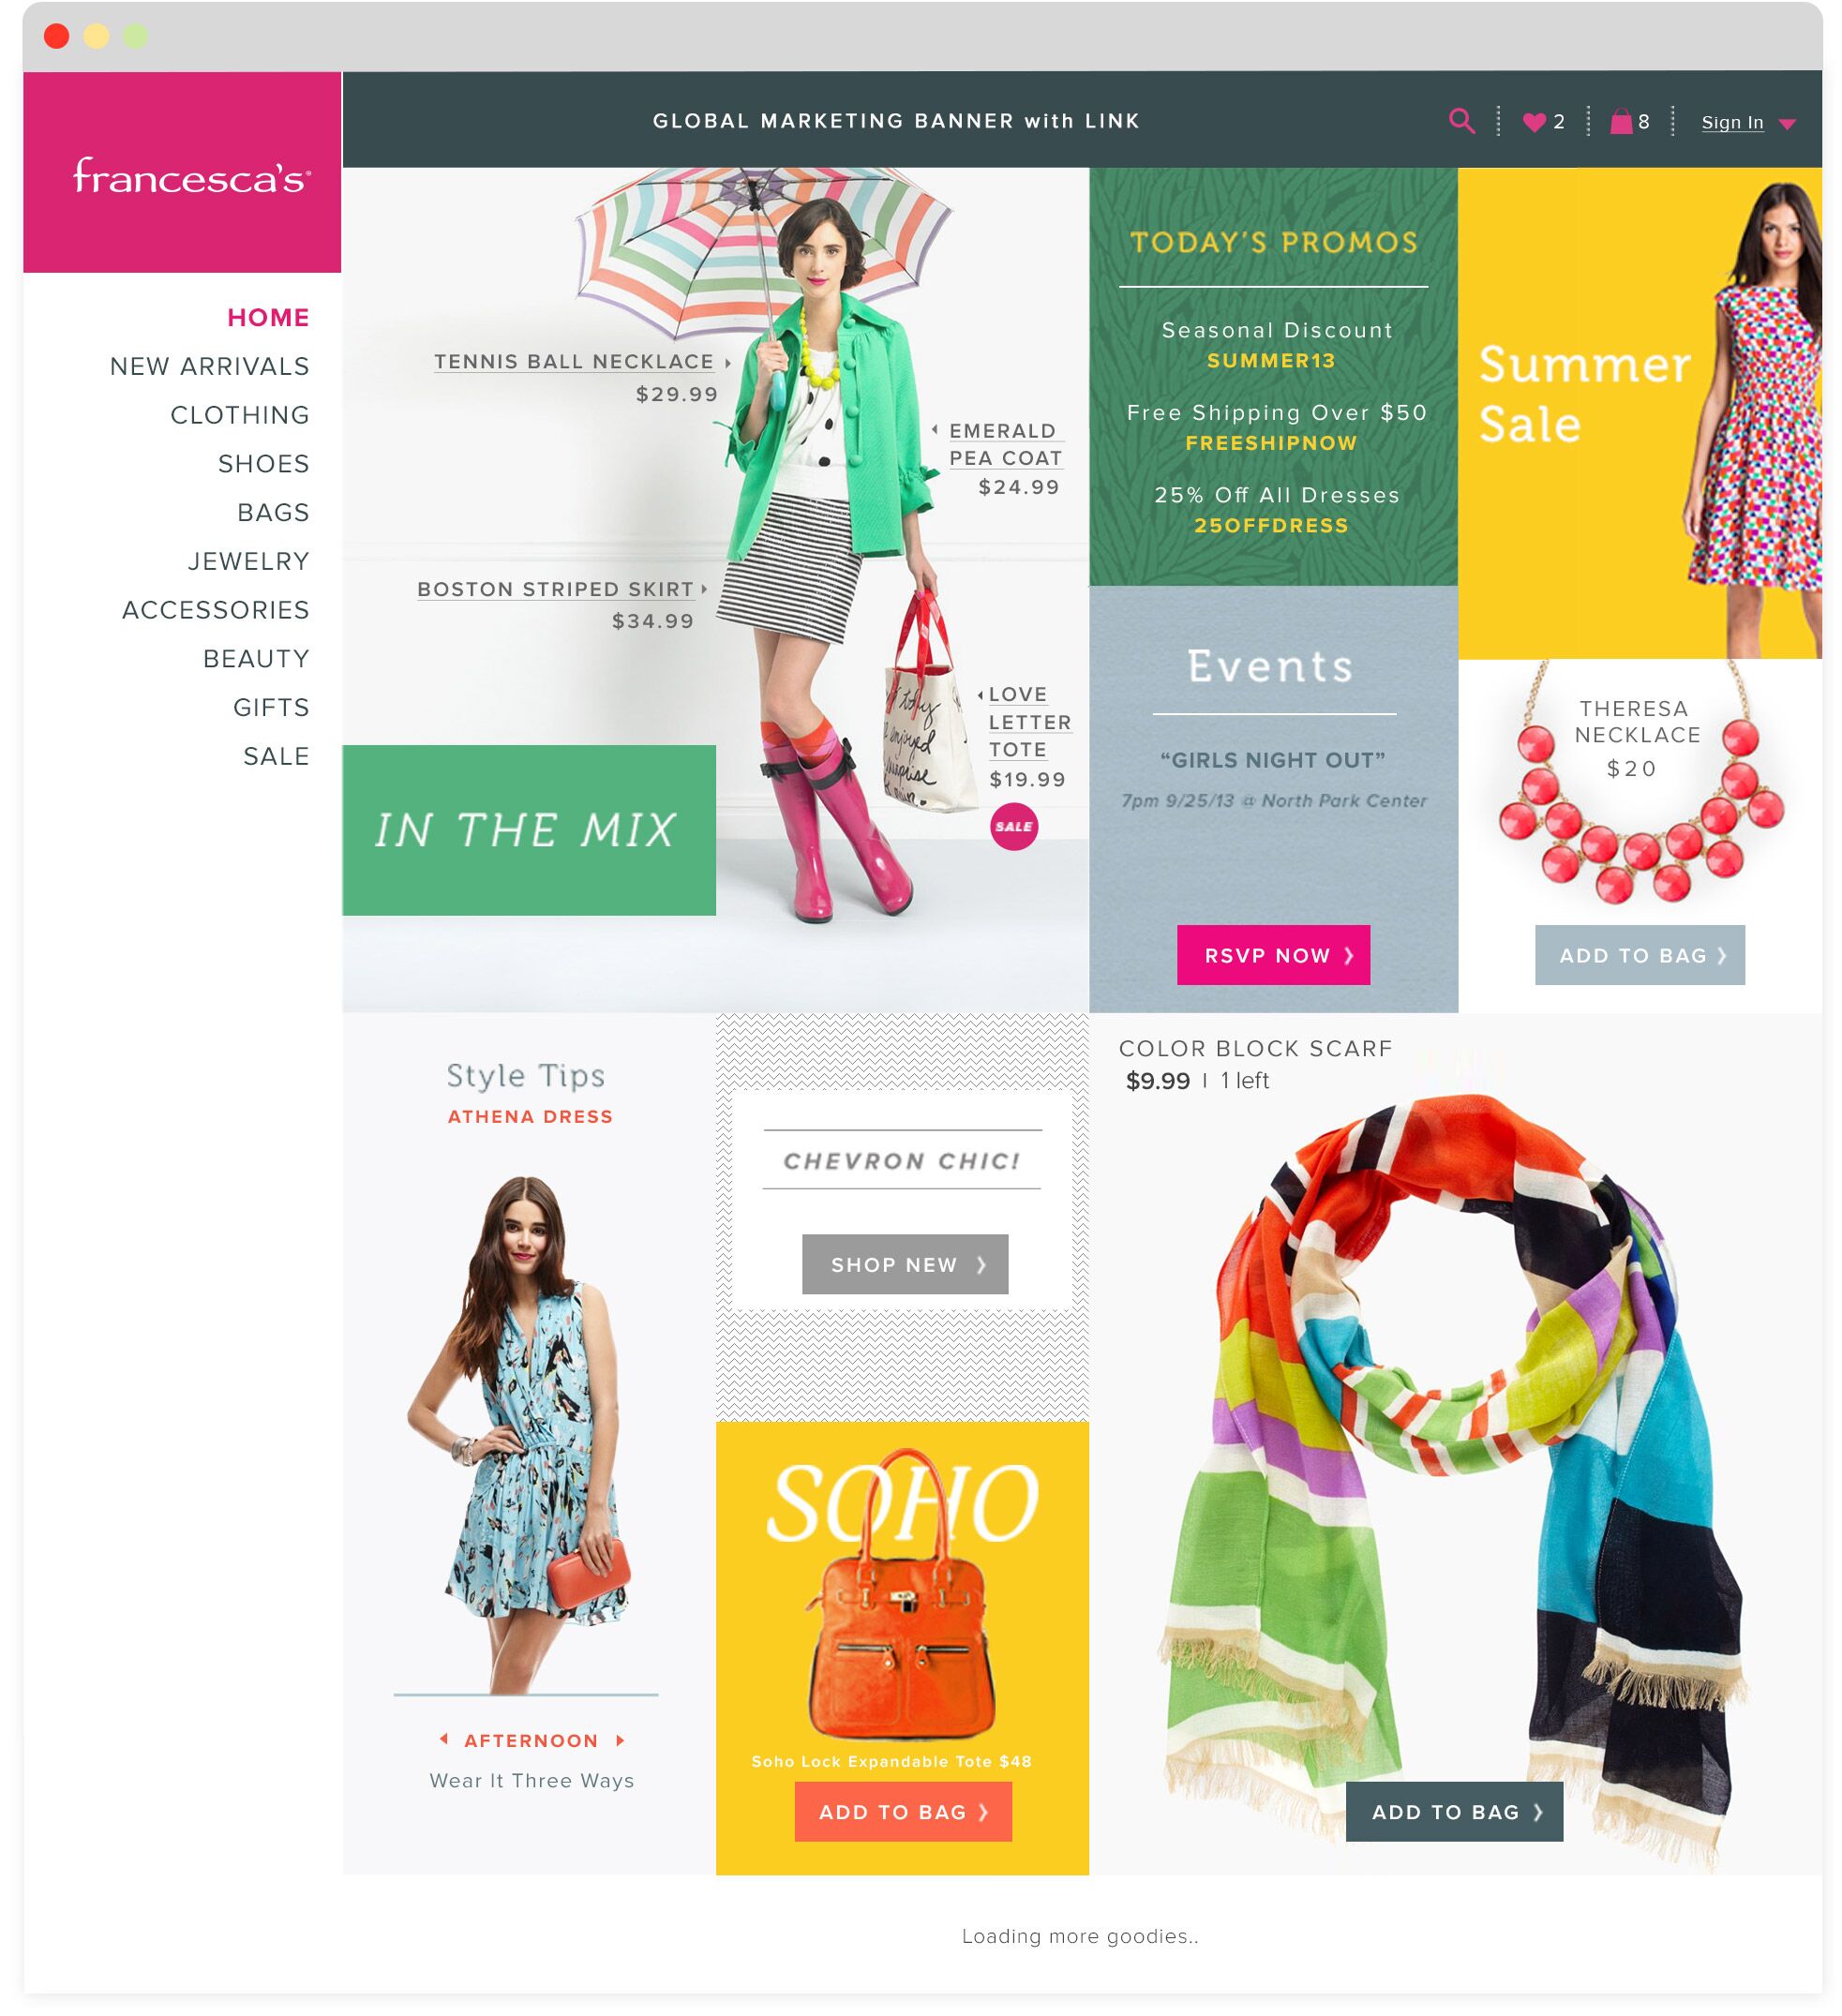 francesca's
GLOBAL MARKETING BANNER with LINK
2
8
Sign In
HOME
NEW ARRIVALS
CLOTHING
SHOES
BAGS
JEWELRY
ACCESSORIES
BEAUTY
GIFTS
SALE
TENNIS BALL NECKLACE
$29.99
EMERALD
PEA COAT
$24.99
BOSTON STRIPED SKIRT
$34.99
LOVE
LETTER
TOTE
$19.99
SALE
IN THE MIX
TODAY'S PROMOS
Seasonal Discount
SUMMER13
Free Shipping Over $50
FREESHIPNOW
25% Off All Dresses
25OFFDRESS
Summer
Sale
Events
“GIRLS NIGHT OUT”
7pm 9/25/13 @ North Park Center
RSVP NOW
THERESA
NECKLACE
$20
ADD TO BAG
Style Tips
ATHENA DRESS
AFTERNOON
Wear It Three Ways
CHEVRON CHIC!
SHOP NEW
SOHO
Soho Lock Expandable Tote $48
ADD TO BAG
COLOR BLOCK SCARF
$9.99 | 1 left
ADD TO BAG
Loading more goodies..